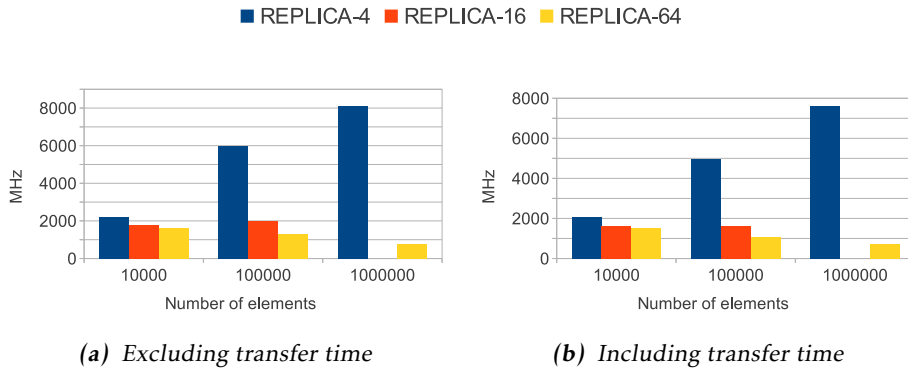 REPLICA-4 REPLICA-16 REPLICA-64
8000
6000
4000
2000
0
MHz
10000 100000 1000000
Number of elements
(a) Excluding transfer time
8000
6000
4000
2000
0
MHz
10000 100000 1000000
Number of elements
(b) Including transfer time